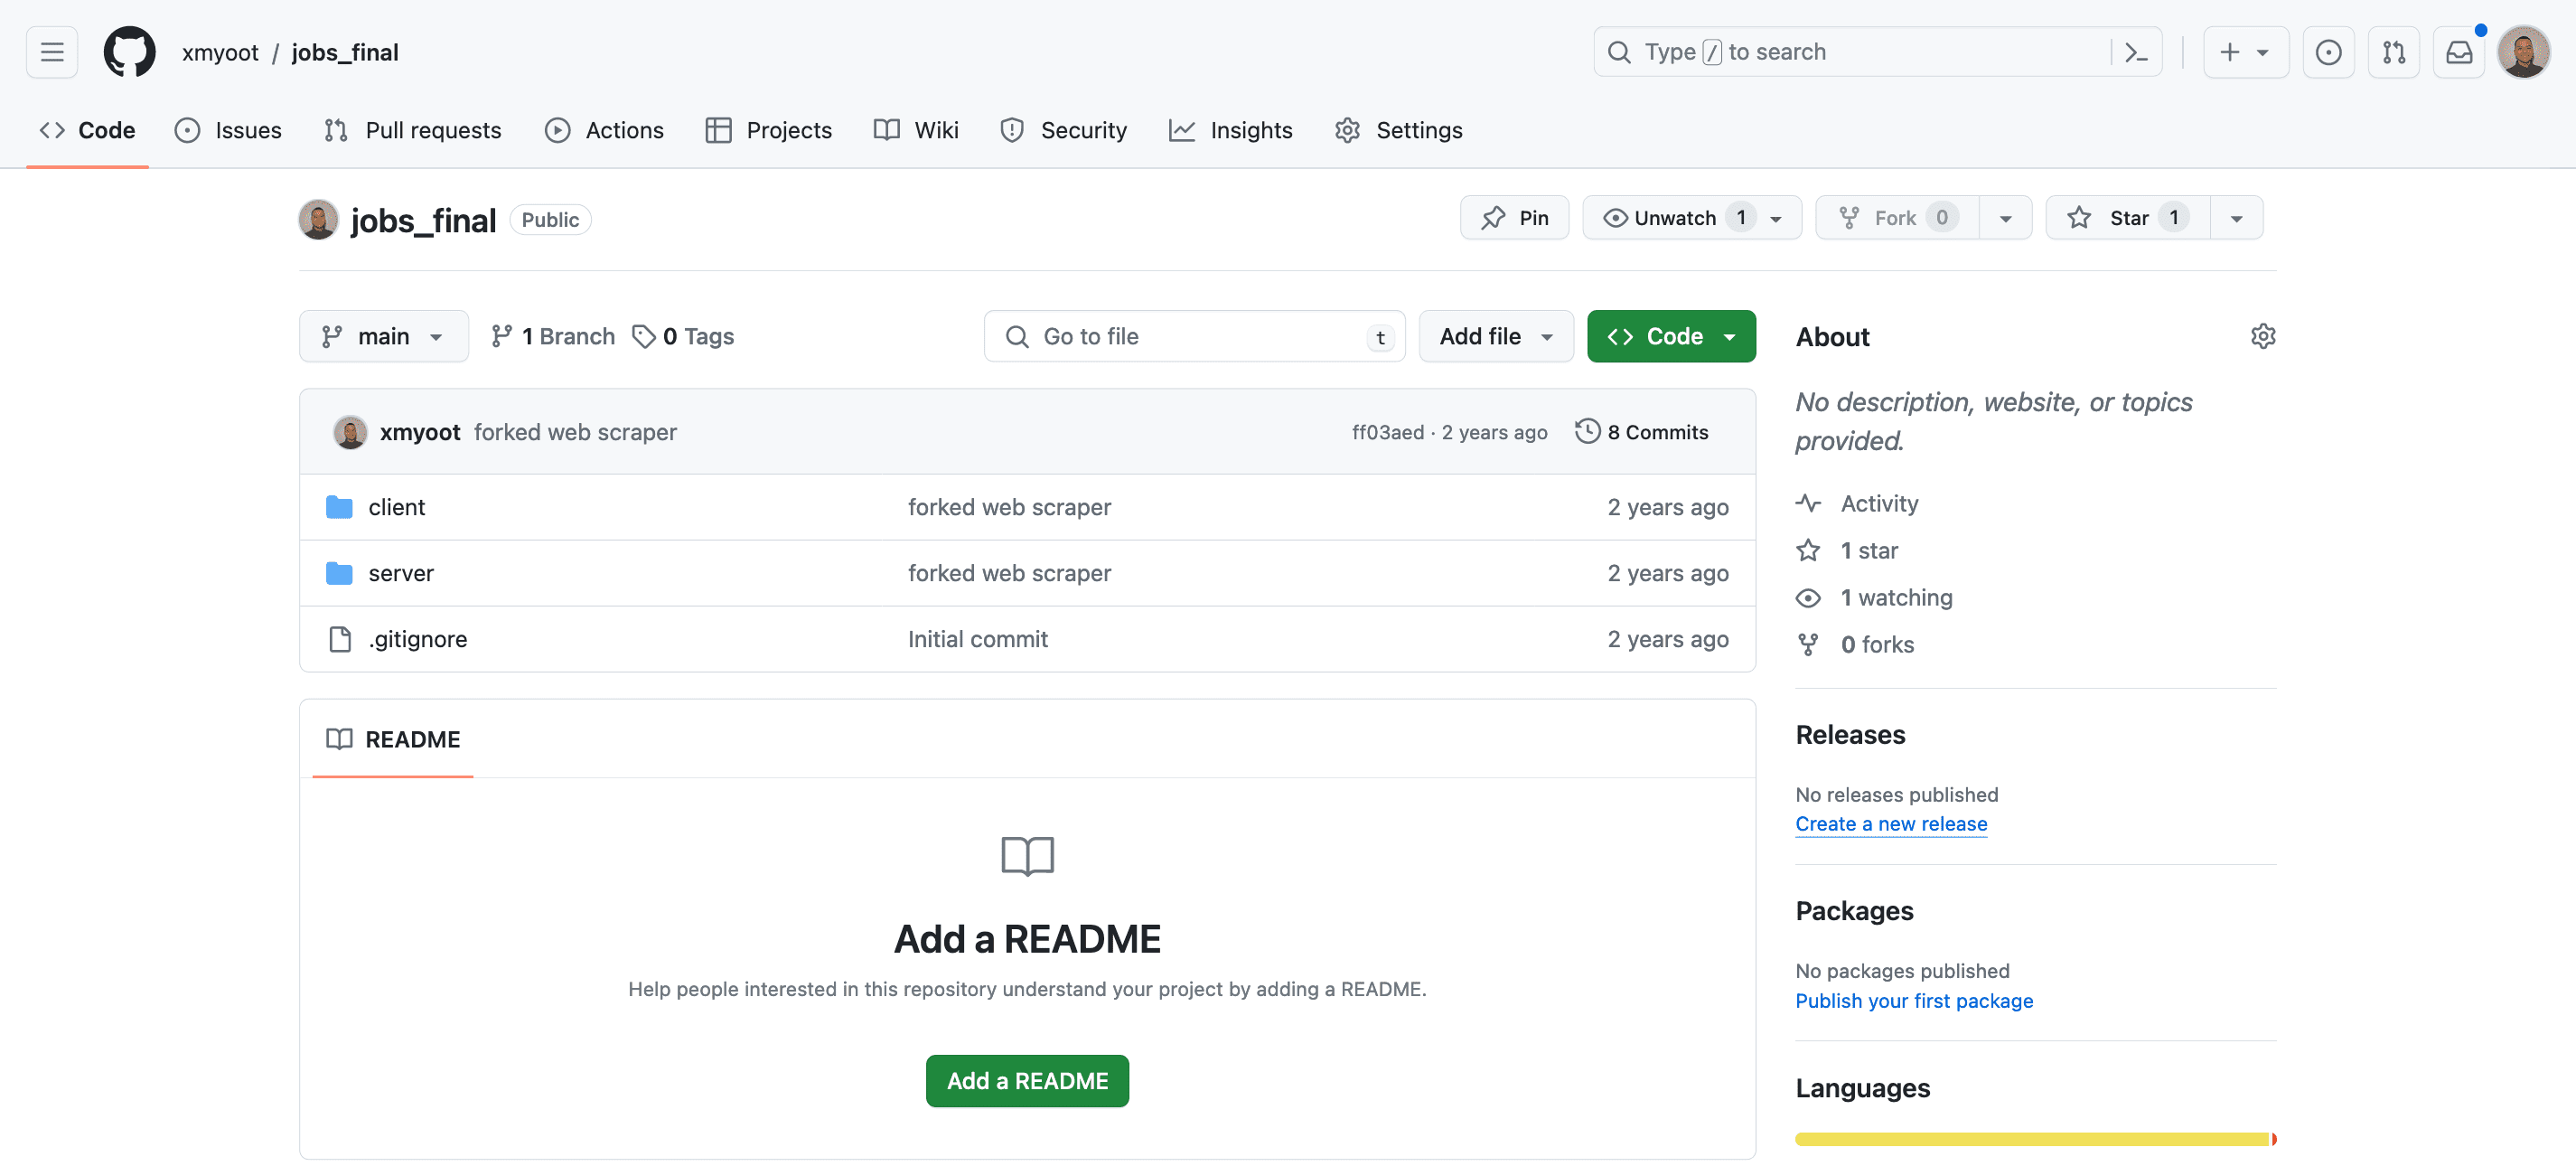 xmyoot / jobs_final
Type / to search
Code Issues Pull requests Actions Projects Wiki Security Insights Settings
jobs_final Public
Pin Unwatch 1 Fork 0 Star 1
main 1 Branch 0 Tags Go to file t Add file Code
xmyoot forked web scraper ff03aed · 2 years ago 8 Commits
client forked web scraper 2 years ago
server forked web scraper 2 years ago
.gitignore Initial commit 2 years ago
README
Add a README
Help people interested in this repository understand your project by adding a README.
Add a README
About
No description, website, or topics
provided.
Activity
1 star
1 watching
0 forks
Releases
No releases published
Create a new release
Packages
No packages published
Publish your first package
Languages